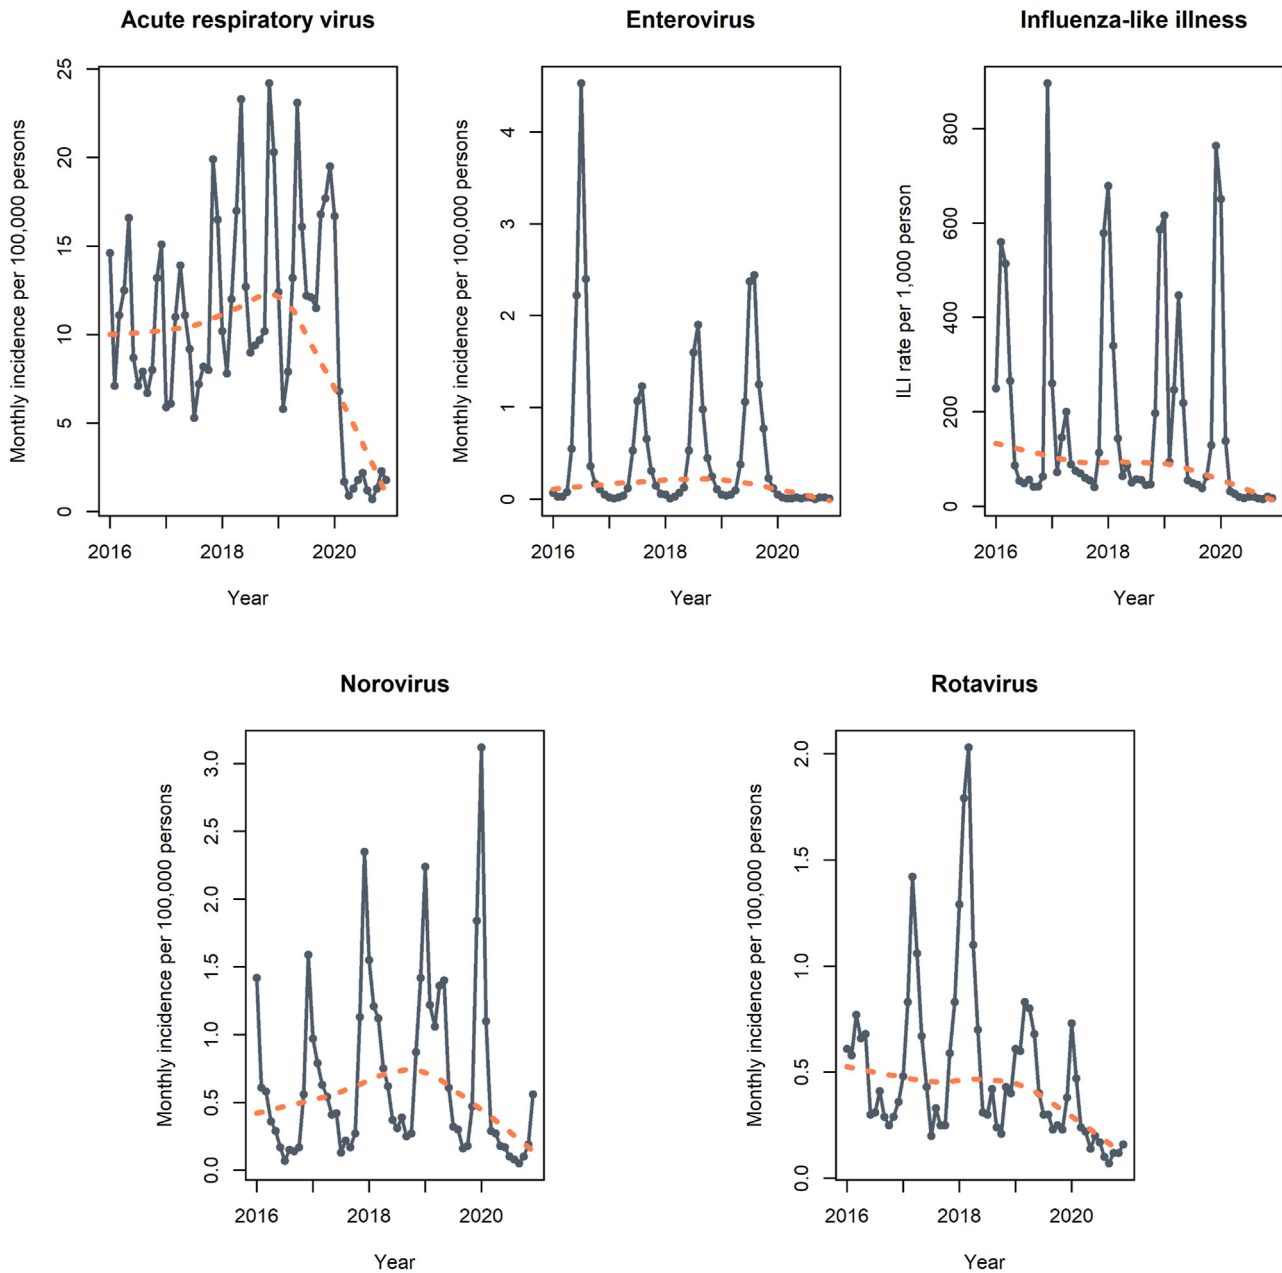 Acute respiratory virus
Monthly incidence per 100,000 persons
25
20
15
10
5
0
2016
2018
2020
Year
Enterovirus
Monthly incidence per 100,000 persons
4
3
2
1
0
2016
2018
2020
Year
Influenza-like illness
ILI rate per 1,000 person
800
600
400
200
0
2016
2018
2020
Year
Norovirus
Monthly incidence per 100,000 persons
3.0
2.5
2.0
1.5
1.0
0.5
0.0
2016
2018
2020
Year
Rotavirus
Monthly incidence per 100,000 persons
2.0
1.5
1.0
0.5
0.0
2016
2018
2020
Year